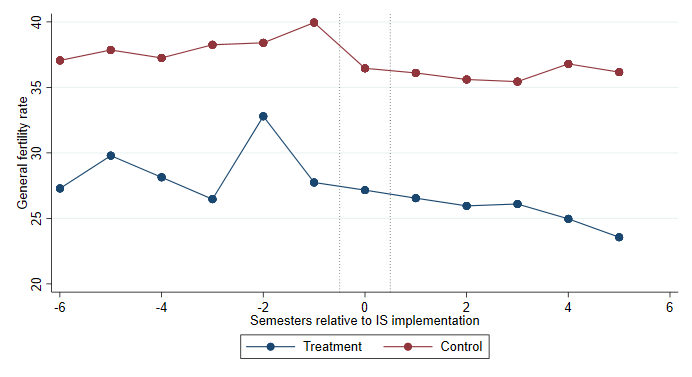 40
35
30
25
20
General fertility rate
-6 -4 -2 0 2 4 6
Semesters relative to IS implementation
Treatment Control